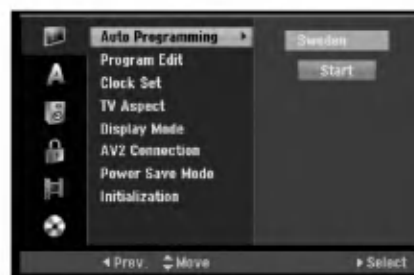 Auto Programming
Sweden
Program Edit
Start
Clock Set
TV Aspect
Display Mode
AV2 Connection
Power Save Mode
Initialization
A
Prev. Move Select